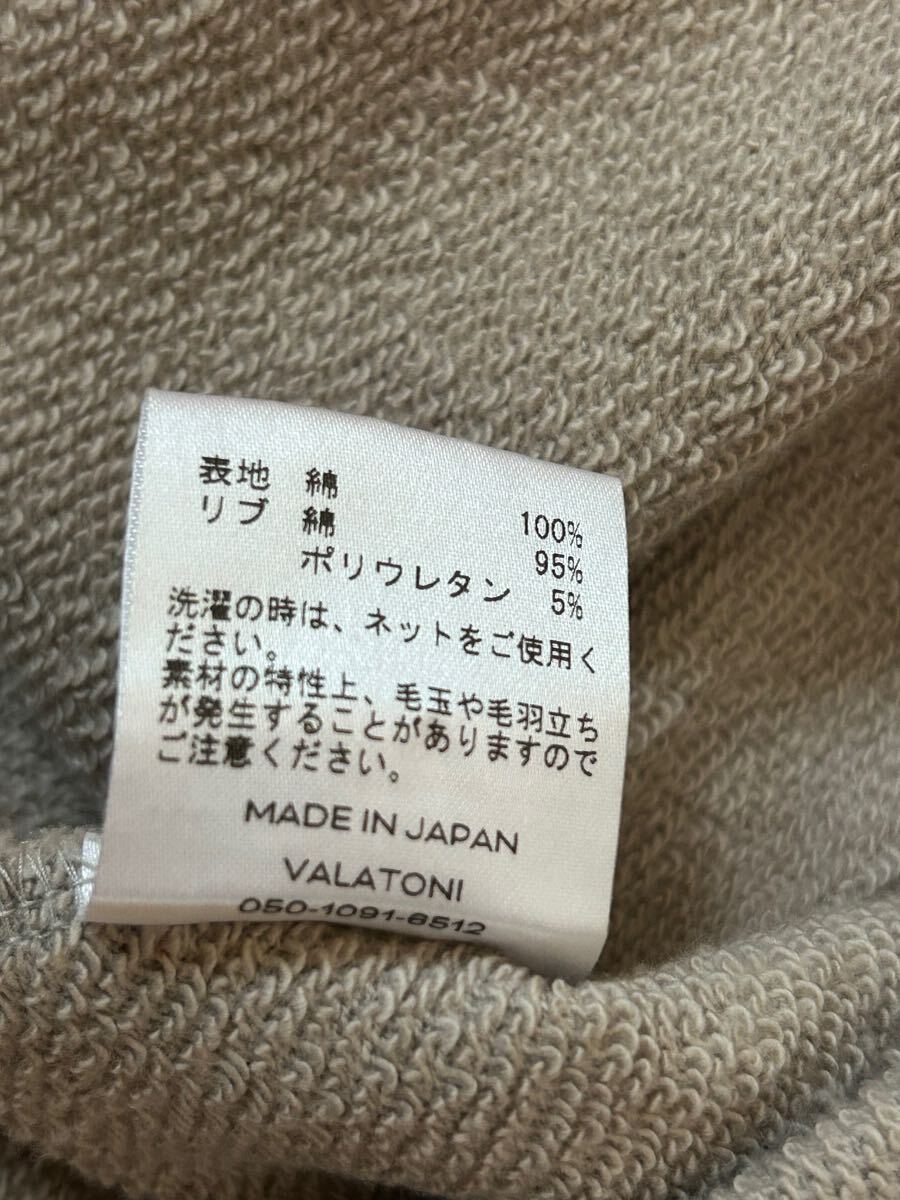 表地 綿 100%
リブ 綿 95%
ポリウレタン 5%
洗濯の時は、ネットをご使用く
ださい。
素材の特性上、毛玉や毛羽立ち
が発生することがありますので
ご注意ください。
MADE IN JAPAN
VALATONI
050-1091-6512